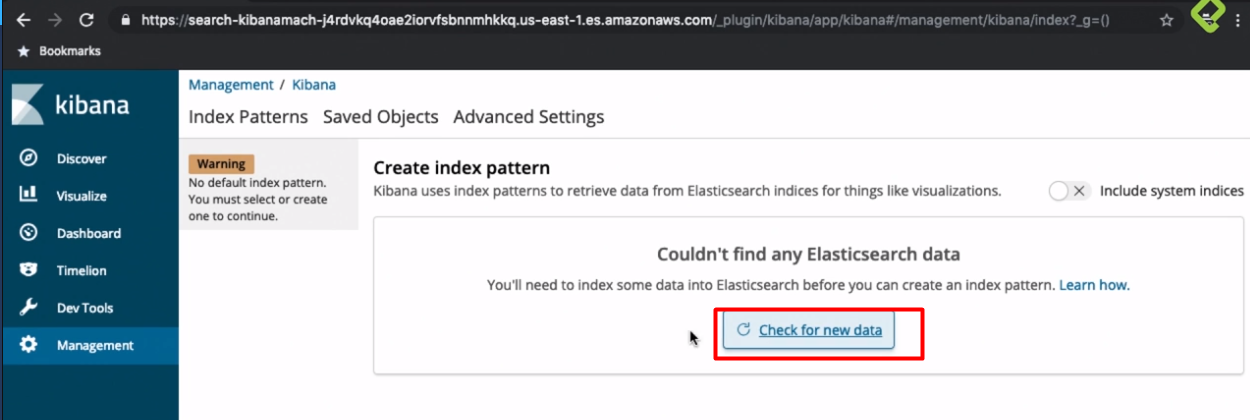 https://search-kibanamach-j4rdvkq4oae2iorvfsbnnmhkkq.us-east-1.es.amazonaws.com/_plugin/kibana/app/kibana#/management/kibana/index?_g=()
Bookmarks
kibana
Discover
Visualize
Dashboard
Timelion
Dev Tools
Management
Management / Kibana
Index Patterns Saved Objects Advanced Settings
Warning
No default index pattern.
You must select or create
one to continue.
Create index pattern
Kibana uses index patterns to retrieve data from Elasticsearch indices for things like visualizations.
Include system indices
Couldn't find any Elasticsearch data
You'll need to index some data into Elasticsearch before you can create an index pattern. Learn how.
Check for new data